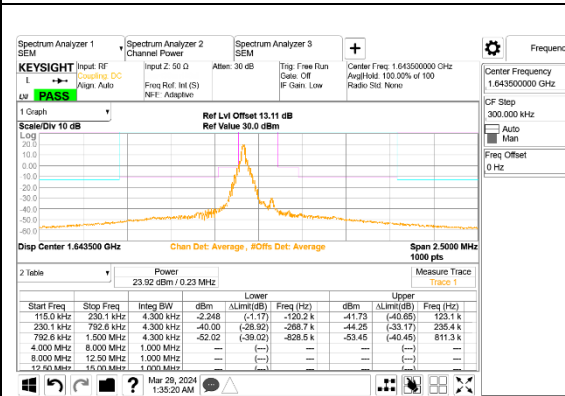 Spectrum Analyzer 1
SEM
Spectrum Analyzer 2
Channel Power
Spectrum Analyzer 3
SEM
+
Frequenc
KEYSIGHT
L
PASS
Input: RF
Coupling: DC
Align: Auto
Input Z: 50 Ω
Freq Ref: Int (S)
NFE: Adaptive
Atten: 30 dB
Trig: Free Run
Gate: Off
IF Gain: Low
Center Freq: 1.643500000 GHz
Avg|Hold: 100.00% of 100
Radio Std: None
Center Frequency
1.643500000 GHz
CF Step
300.000 kHz
Auto
Man
Freq Offset
0 Hz
1 Graph
Scale/Div 10 dB
Ref Lvl Offset 13.11 dB
Ref Value 30.0 dBm
Log
20.0
10.0
0.00
-10.0
-20.0
-30.0
-40.0
-50.0
-60.0
Disp Center 1.643500 GHz
Chan Det: Average , #Offs Det: Average
Span 2.5000 MHz
1000 pts
2 Table
Power
23.92 dBm / 0.23 MHz
Measure Trace
Trace 1
Lower Upper
Start Freq Stop Freq Integ BW dBm ΔLimit(dB) Freq (Hz) dBm ΔLimit(dB) Freq (Hz)
115.0 kHz 230.1 kHz 4.300 kHz -2.248 (-1.17) -120.2 k -41.73 (-40.65) 123.1 k
230.1 kHz 792.6 kHz 4.300 kHz -40.00 (-28.92) -268.7 k -44.25 (-33.17) 235.4 k
792.6 kHz 1.500 MHz 4.300 kHz -52.02 (-39.02) -828.5 k -53.45 (-40.45) 811.3 k
4.000 MHz 8.000 MHz 1.000 MHz --- (---) --- --- (---) ---
8.000 MHz 12.50 MHz 1.000 MHz --- (---) --- --- (---) ---
12.50 MHz 15.00 MHz 1.000 MHz --- (---) --- --- (---) ---
?
Mar 29, 2024
1:35:20 AM